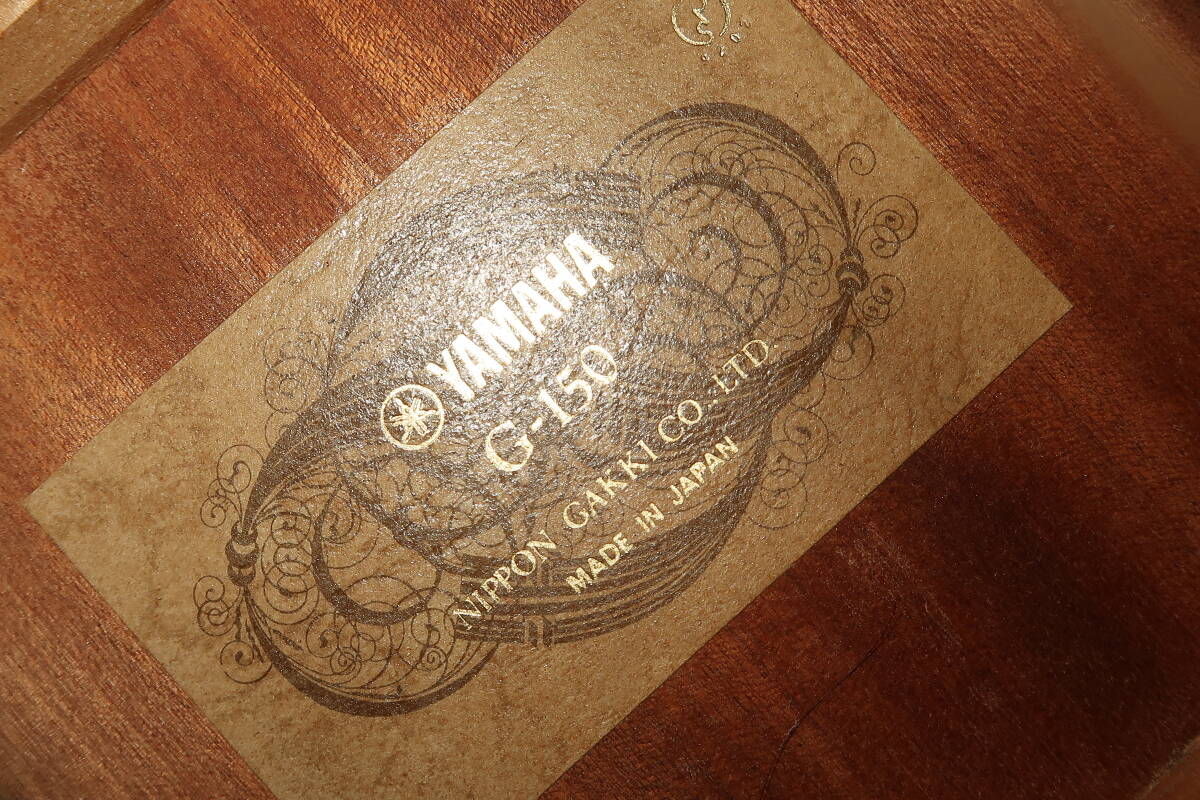 YAMAHA
G-150
NIPPON GAKKI CO.,LTD.
MADE IN JAPAN